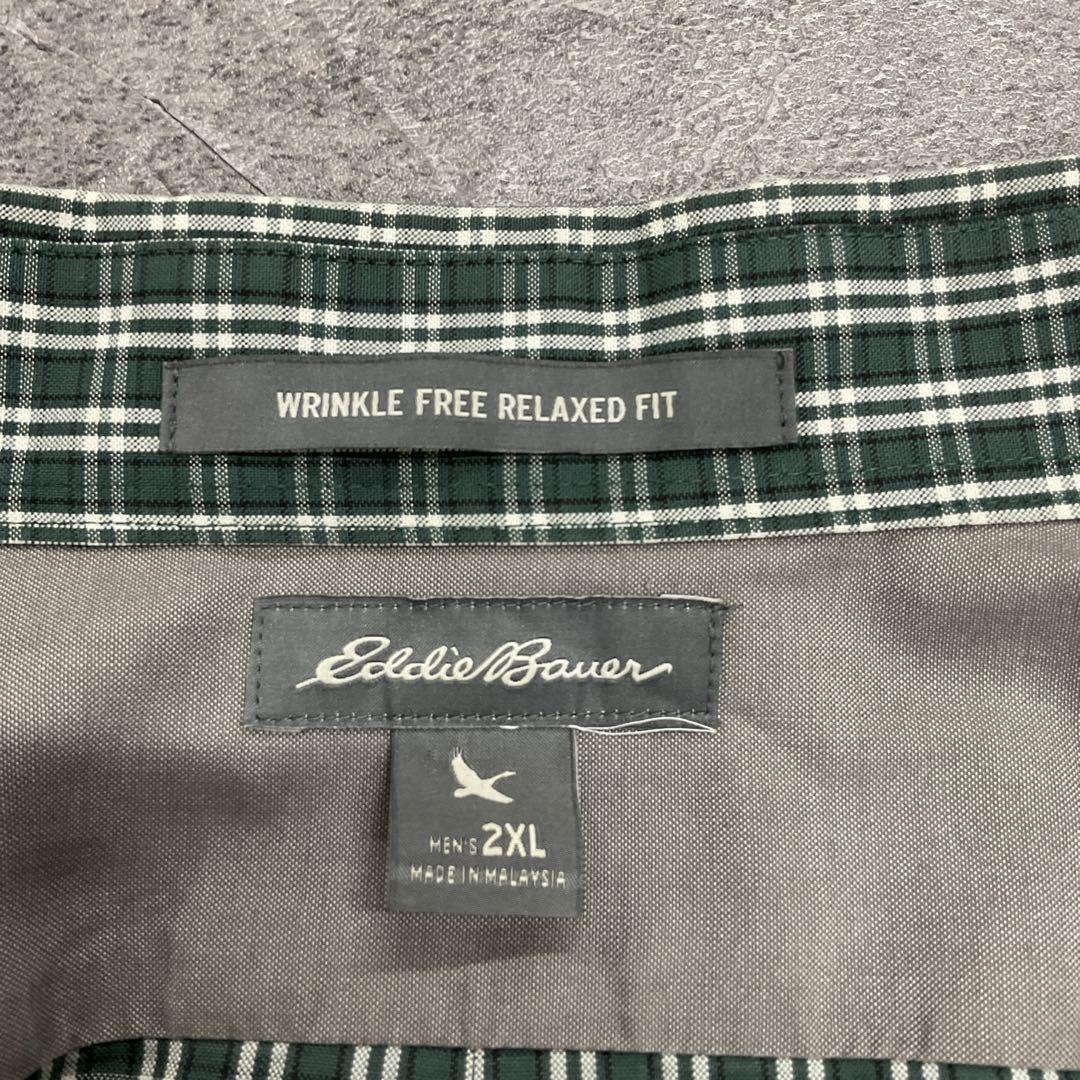 WRINKLE FREE RELAXED FIT
Eddie Bauer
MEN'S 2XL
MADE IN MALAYSIA